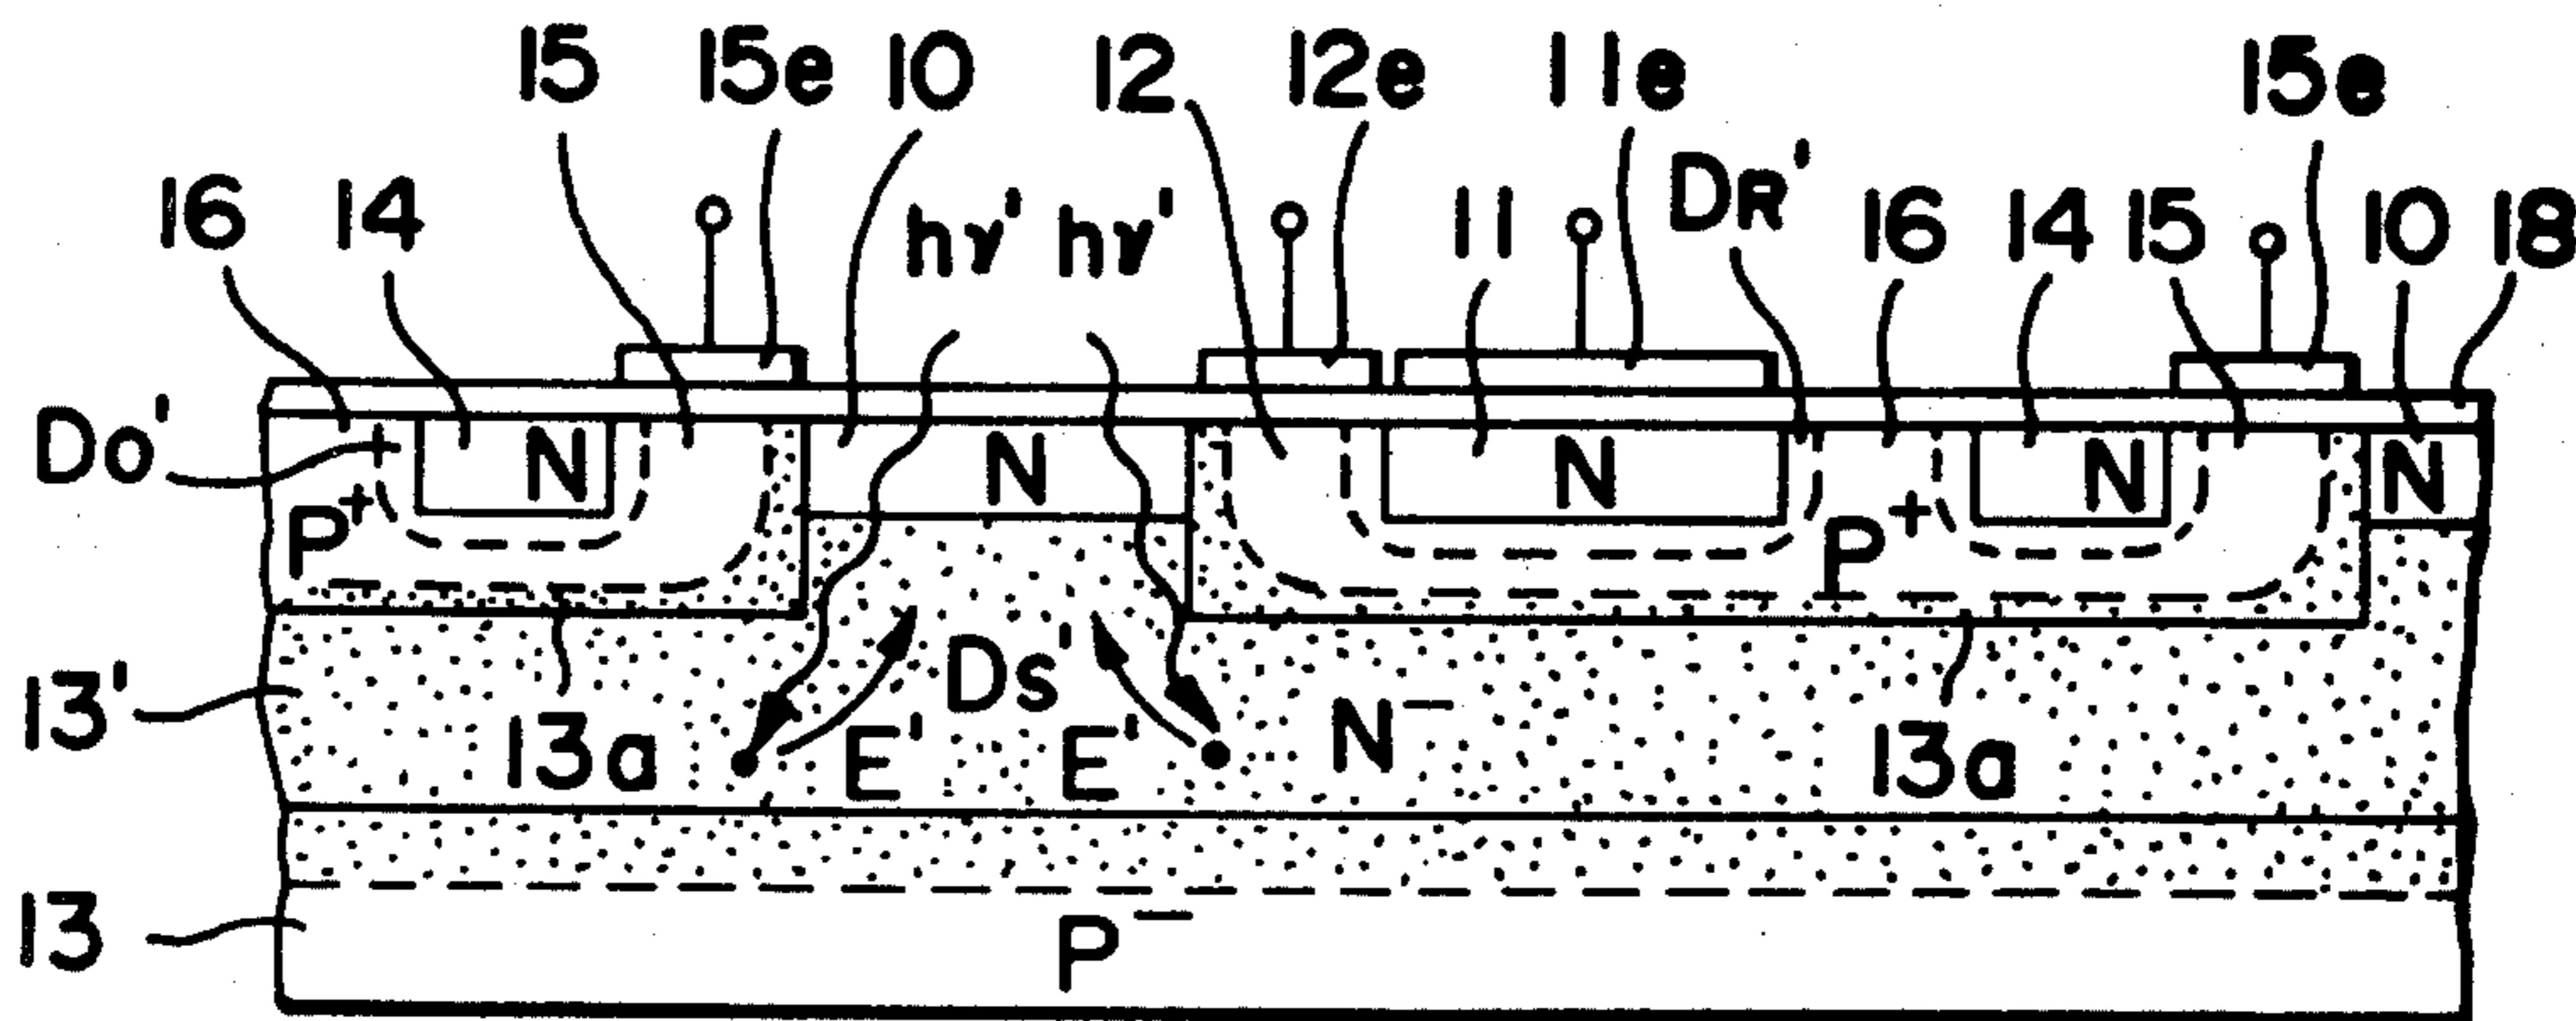 15 15e 10 12 12e 11e 15e
16 14 hν' hν' 11 DR' 16 14 15 10 18
Do' N N N N N
P+ P+
13' 13a E' Ds' E' N− 13a
13 P−